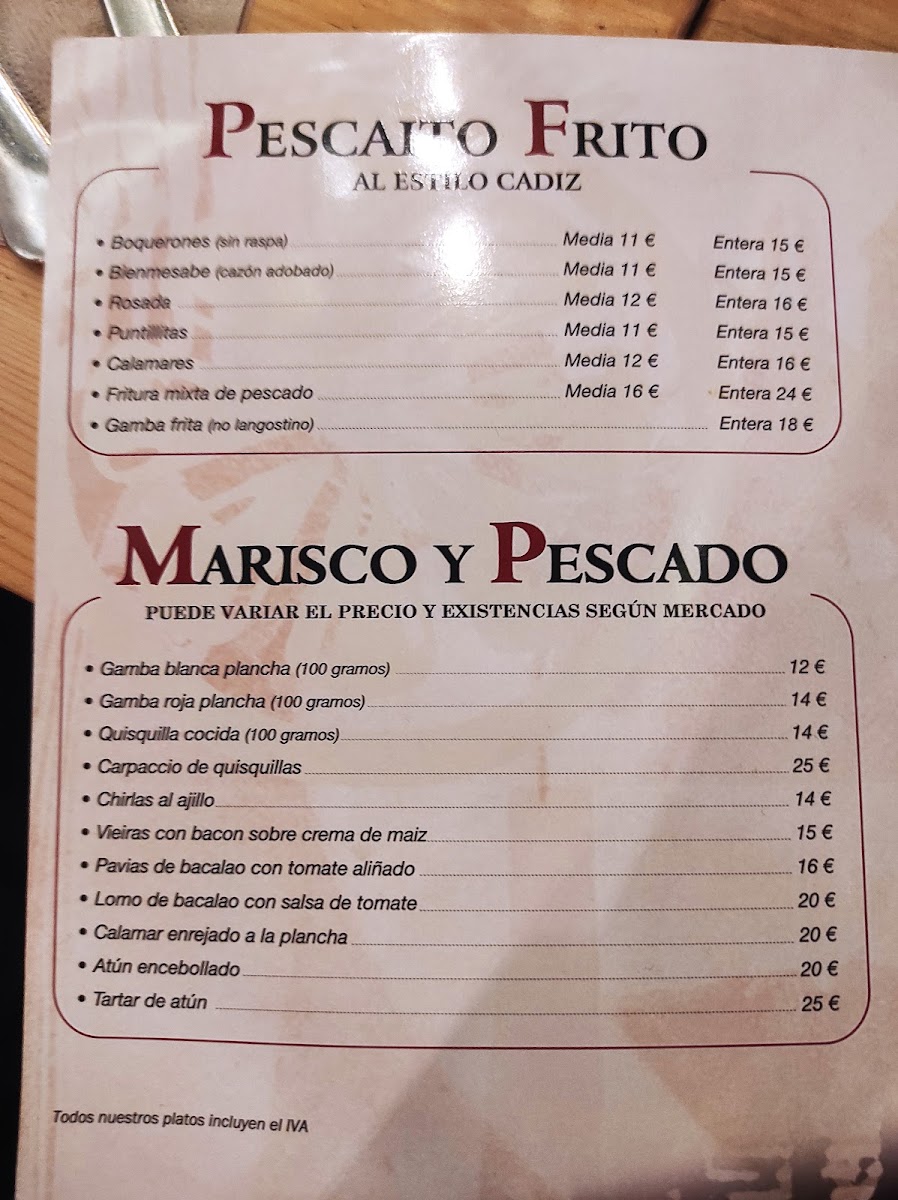 PESCAITO FRITO
AL ESTILO CADIZ
• Boquerones (sin raspa) Media 11 € Entera 15 €
• Bienmesabe (cazón adobado) Media 11 € Entera 15 €
• Rosada Media 12 € Entera 16 €
• Puntillitas Media 11 € Entera 15 €
• Calamares Media 12 € Entera 16 €
• Fritura mixta de pescado Media 16 € Entera 24 €
• Gamba frita (no langostino) Entera 18 €
MARISCO Y PESCADO
PUEDE VARIAR EL PRECIO Y EXISTENCIAS SEGÚN MERCADO
• Gamba blanca plancha (100 gramos) 12 €
• Gamba roja plancha (100 gramos) 14 €
• Quisquilla cocida (100 gramos) 14 €
• Carpaccio de quisquillas 25 €
• Chirlas al ajillo 14 €
• Vieiras con bacon sobre crema de maiz 15 €
• Pavias de bacalao con tomate aliñado 16 €
• Lomo de bacalao con salsa de tomate 20 €
• Calamar enrejado a la plancha 20 €
• Atún encebollado 20 €
• Tartar de atún 25 €
Todos nuestros platos incluyen el IVA